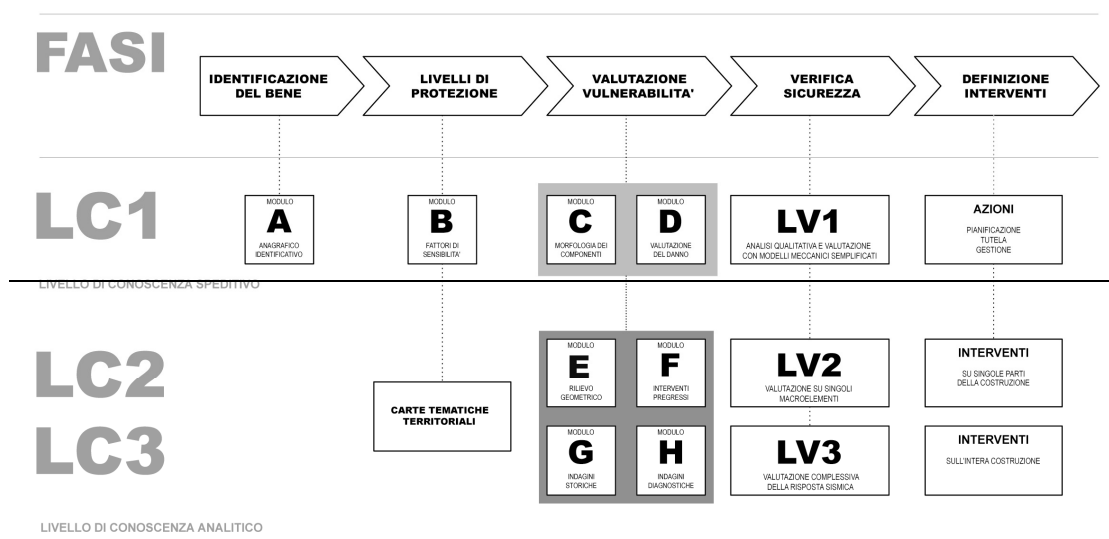 FASI
IDENTIFICAZIONE
DEL BENE
LIVELLI DI
PROTEZIONE
VALUTAZIONE
VULNERABILITA'
VERIFICA
SICUREZZA
DEFINIZIONE
INTERVENTI
LC1
MODULO
A
ANAGRAFICO
IDENTIFICATIVO
MODULO
B
FATTORI DI
SENSIBILITA'
MODULO
C
MORFOLOGIA DEI
COMPONENTI
MODULO
D
VALUTAZIONE
DEL DANNO
LV1
ANALISI QUALITATIVA E VALUTAZIONE
CON MODELLI MECCANICI SEMPLIFICATI
AZIONI
PIANIFICAZIONE
TUTELA
GESTIONE
LIVELLO DI CONOSCENZA SPEDITIVO
LC2
LC3
CARTE TEMATICHE
TERRITORIALI
MODULO
E
RILIEVO
GEOMETRICO
MODULO
F
INTERVENTI
PREGRESSI
MODULO
G
INDAGINI
STORICHE
MODULO
H
INDAGINI
DIAGNOSTICHE
LV2
VALUTAZIONE SU SINGOLI
MACROELEMENTI
LV3
VALUTAZIONE COMPLESSIVA
DELLA RISPOSTA SISMICA
INTERVENTI
SU SINGOLE PARTI
DELLA COSTRUZIONE
INTERVENTI
SULL'INTERA COSTRUZIONE
LIVELLO DI CONOSCENZA ANALITICO